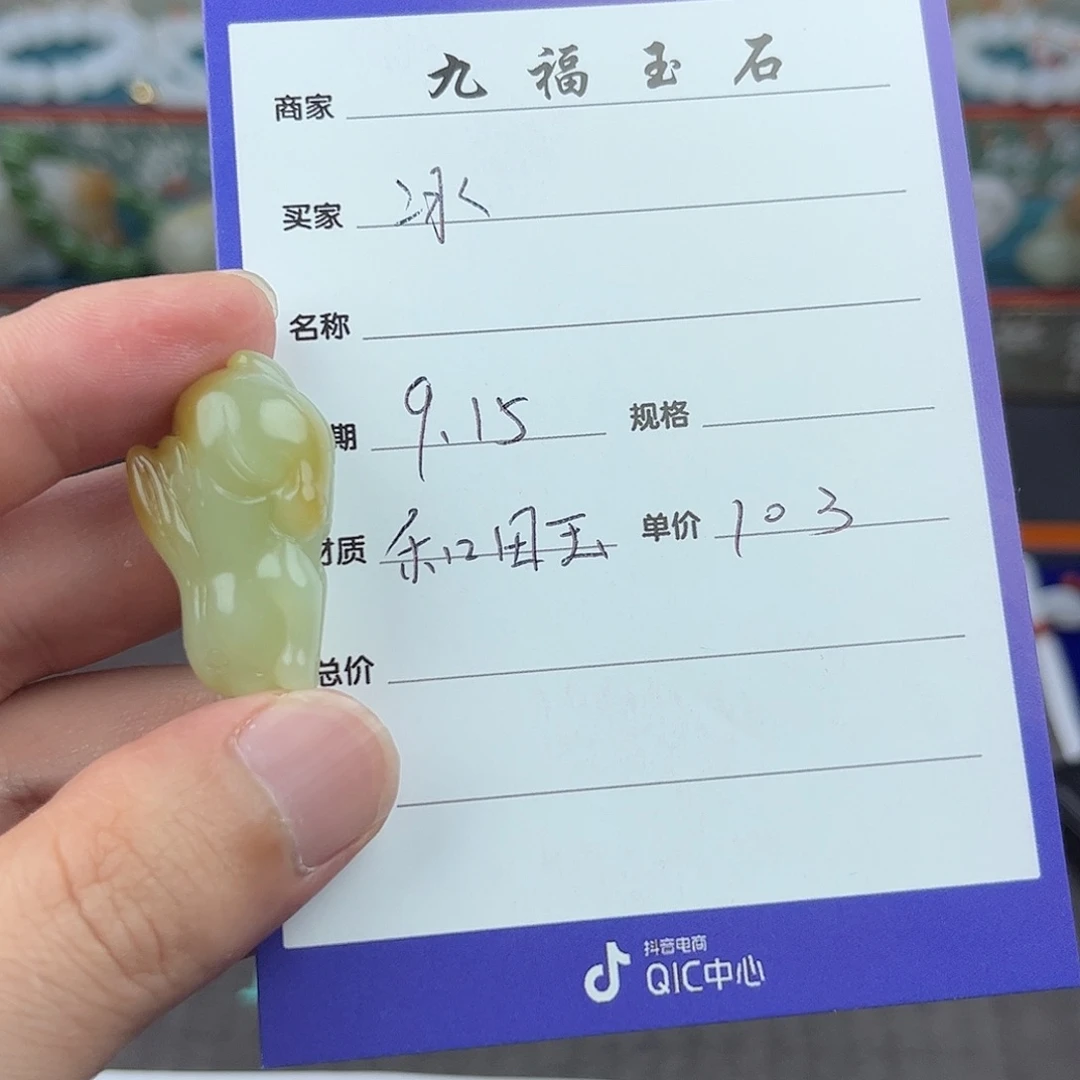 商家 九福玉石
买家 冰
名称
期 9.15 规格
材质 和田玉 单价 103
总价
抖音电商
QIC中心